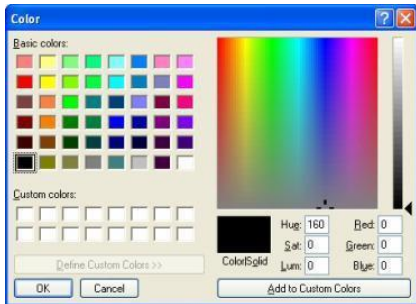 Color
Basic colors:
Custom colors:
Define Custom Colors >>
OK
Cancel
Color|Solid
Hue: 160
Sat: 0
Lum: 0
Red: 0
Green: 0
Blue: 0
Add to Custom Colors